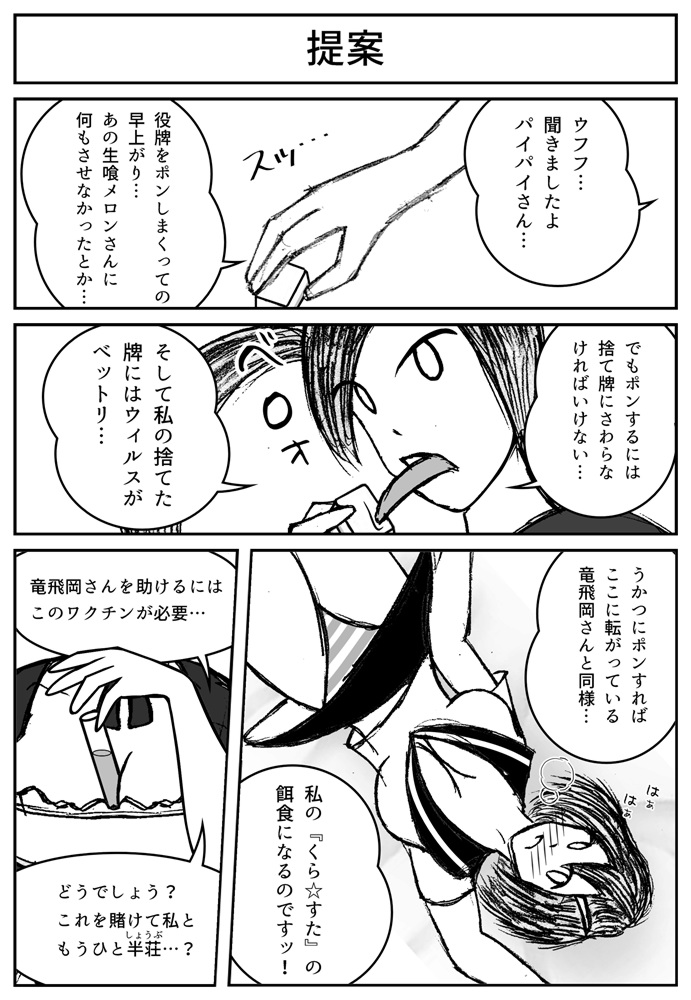 提案
ウフフ…
聞きましたよ
パイパイさん…
スッ…
役牌をポンしまくっての
早上がり…
あの生喰メロンさんに
何もさせなかったとか…
でもポンするには
捨て牌にさわらな
ければいけない…
ベロォ
そして私の捨てた
牌にはウィルスが
ベットリ…
うかつにポンすれば
ここに転がっている
竜飛岡さんと同様…
はぁ
はぁ
私の『くら☆すた』の
餌食になるのですッ！
竜飛岡さんを助けるには
このワクチンが必要…
どうでしょう？
これを賭けて私と
もうひと半荘…？
しょうぶ